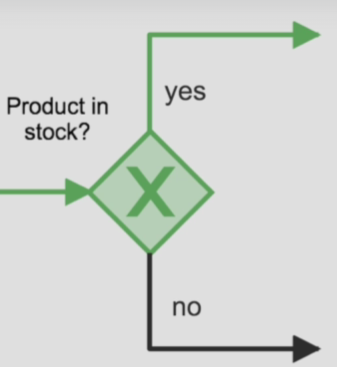 yes
Product in
stock?
X
no